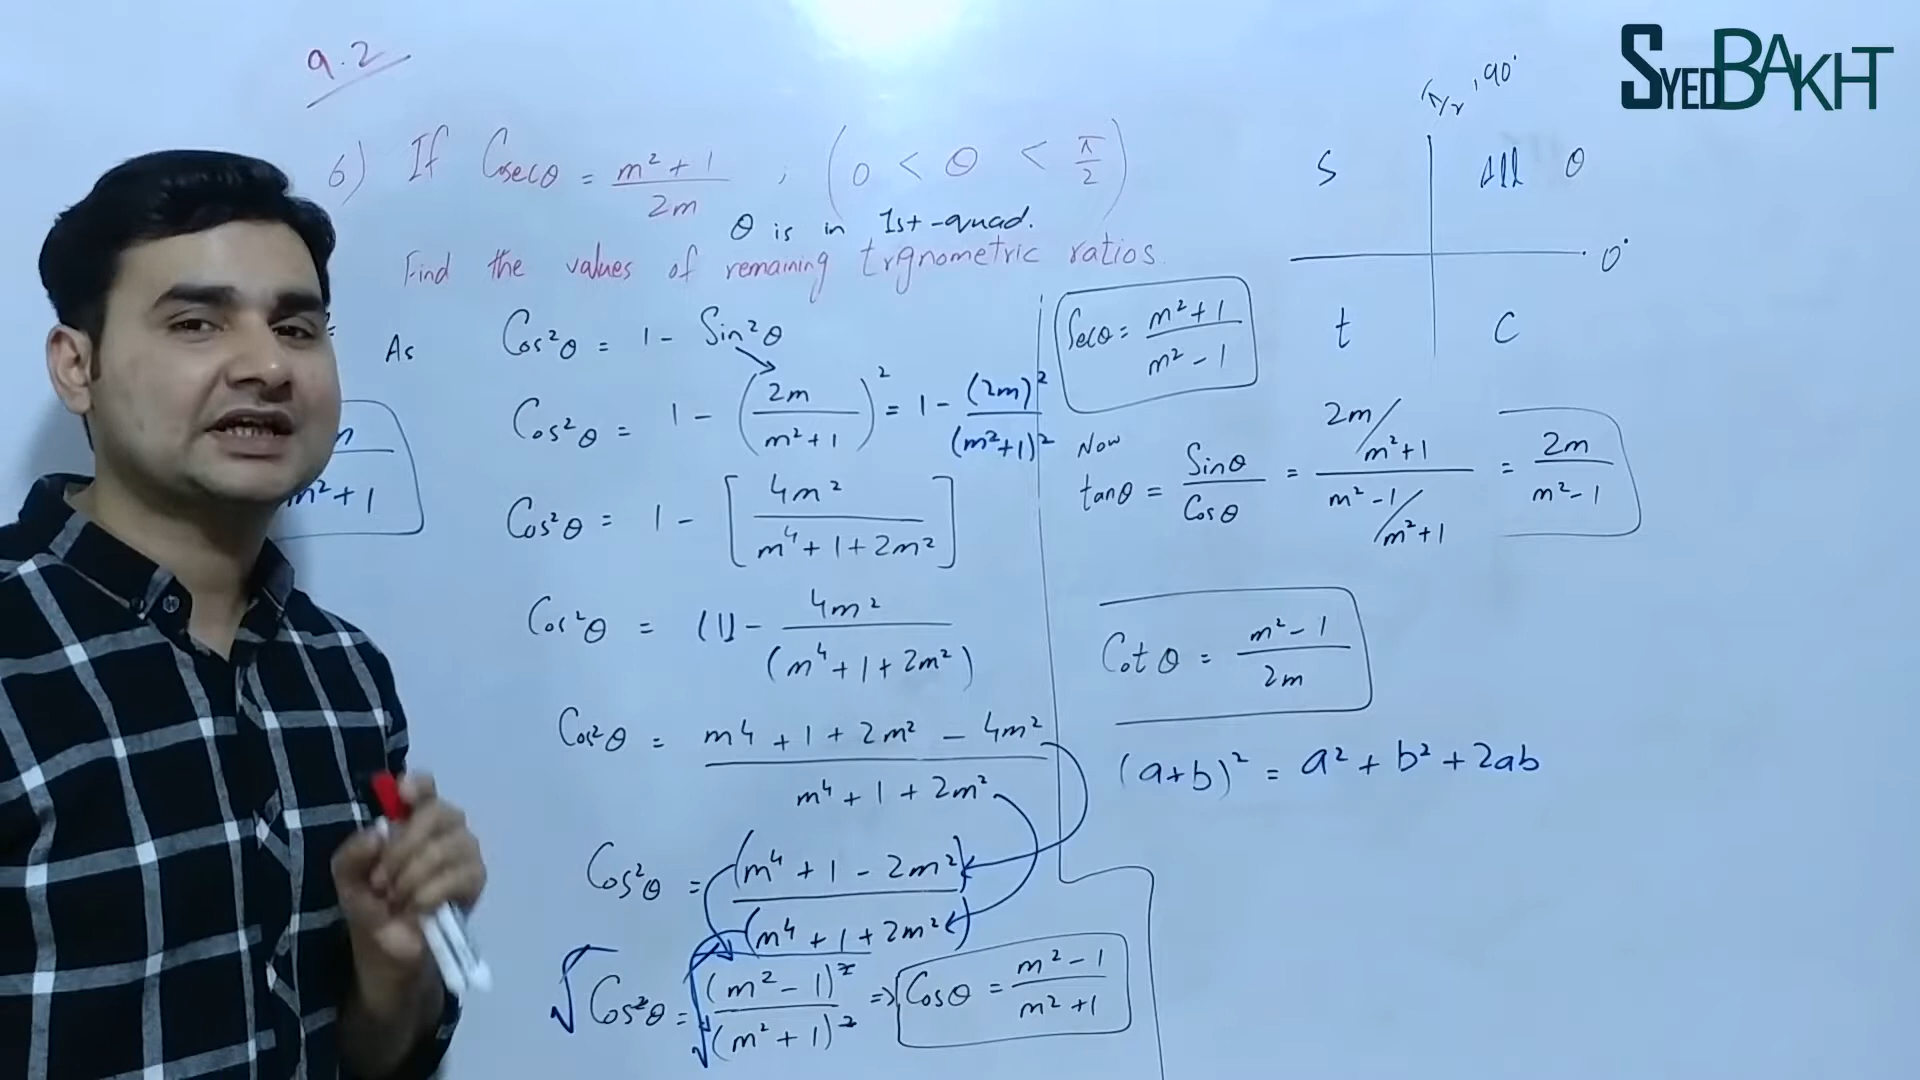 SYEDBAKHT
9.2
π/2, 90°
6) If Cosecθ = (m² + 1)/(2m) ; (0 < θ < π/2)
θ is in 1st-quad.
Find the values of remaining trgnometric ratios.
S All θ
0°
t C
As Cos²θ = 1 - Sin²θ
Cos²θ = 1 - (2m/(m²+1))² = 1 - (2m)²/(m²+1)²
m²+1
Cos²θ = 1 - [4m²/(m⁴+1+2m²)]
Cos²θ = (1) - 4m²/(m⁴+1+2m²)
Cos²θ = (m4+1+2m² - 4m²)/(m⁴+1+2m²)
Cos²θ = (m⁴+1-2m²)/(m⁴+1+2m²)
√Cos²θ = √(m²-1)²/(m²+1)² ⇒ Cosθ = (m²-1)/(m²+1)
Secθ = (m²+1)/(m²-1)
Now
tanθ = Sinθ/Cosθ = (2m/m²+1)/(m²-1/m²+1) = 2m/(m²-1)
Cotθ = (m²-1)/(2m)
(a+b)² = a² + b² + 2ab